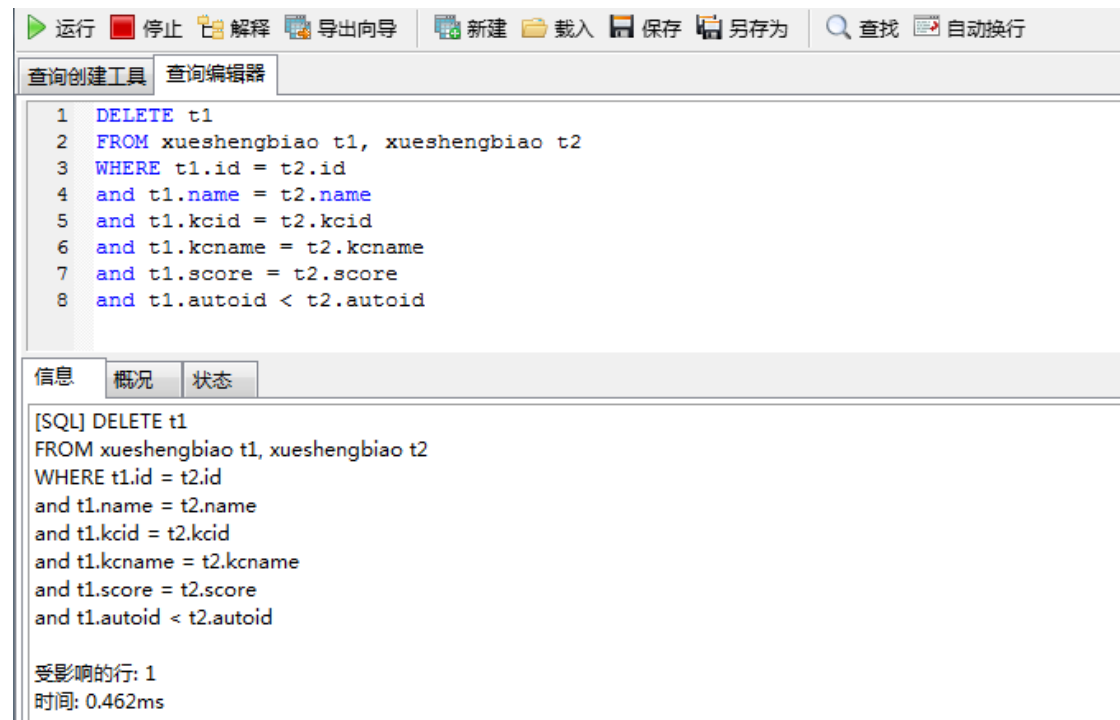 运行 停止 解释 导出向导 新建 载入 保存 另存为 查找 自动换行
查询创建工具 查询编辑器
1 DELETE t1
2 FROM xueshengbiao t1, xueshengbiao t2
3 WHERE t1.id = t2.id
4 and t1.name = t2.name
5 and t1.kcid = t2.kcid
6 and t1.kcname = t2.kcname
7 and t1.score = t2.score
8 and t1.autoid < t2.autoid
信息 概况 状态
[SQL] DELETE t1
FROM xueshengbiao t1, xueshengbiao t2
WHERE t1.id = t2.id
and t1.name = t2.name
and t1.kcid = t2.kcid
and t1.kcname = t2.kcname
and t1.score = t2.score
and t1.autoid < t2.autoid
受影响的行: 1
时间: 0.462ms